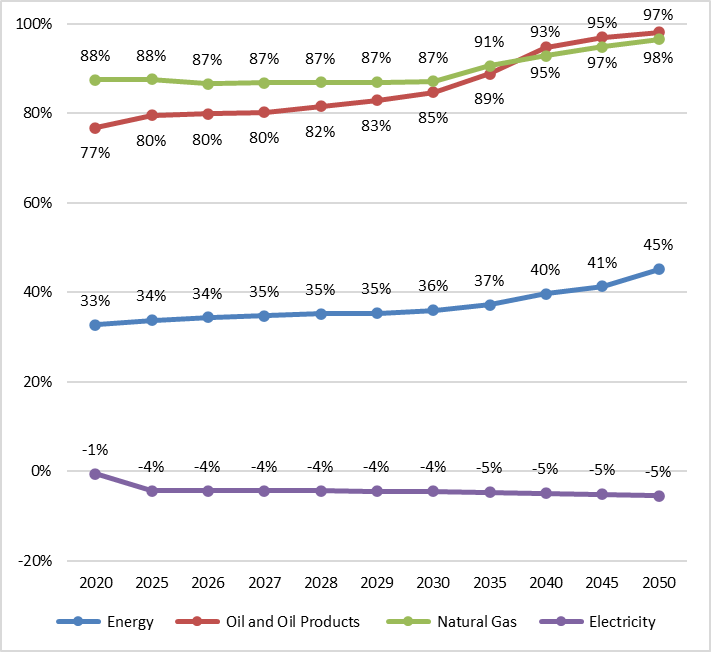 100%
80%
60%
40%
20%
0%
-20%
88% 88% 87% 87% 87% 87% 87% 91% 93% 95% 97%
77% 80% 80% 80% 82% 83% 85% 89% 95% 97% 98%
33% 34% 34% 35% 35% 35% 36% 37% 40% 41% 45%
-1% -4% -4% -4% -4% -4% -4% -5% -5% -5% -5%
2020 2025 2026 2027 2028 2029 2030 2035 2040 2045 2050
Energy Oil and Oil Products Natural Gas Electricity